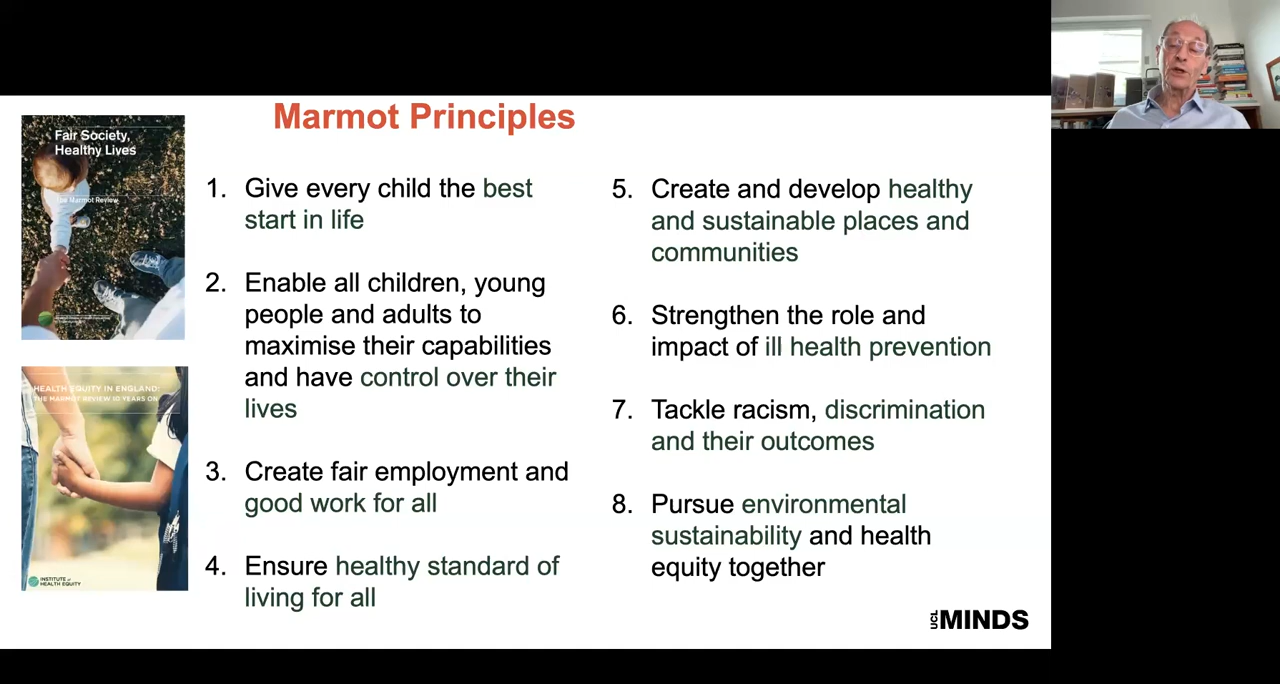 Marmot Principles
Fair Society,
Healthy Lives
The Marmot Review
HEALTH EQUITY IN ENGLAND:
THE MARMOT REVIEW 10 YEARS ON
INSTITUTE of
HEALTH EQUITY
1. Give every child the best
start in life
2. Enable all children, young
people and adults to
maximise their capabilities
and have control over their
lives
3. Create fair employment and
good work for all
4. Ensure healthy standard of
living for all
5. Create and develop healthy
and sustainable places and
communities
6. Strengthen the role and
impact of ill health prevention
7. Tackle racism, discrimination
and their outcomes
8. Pursue environmental
sustainability and health
equity together
UCL MINDS